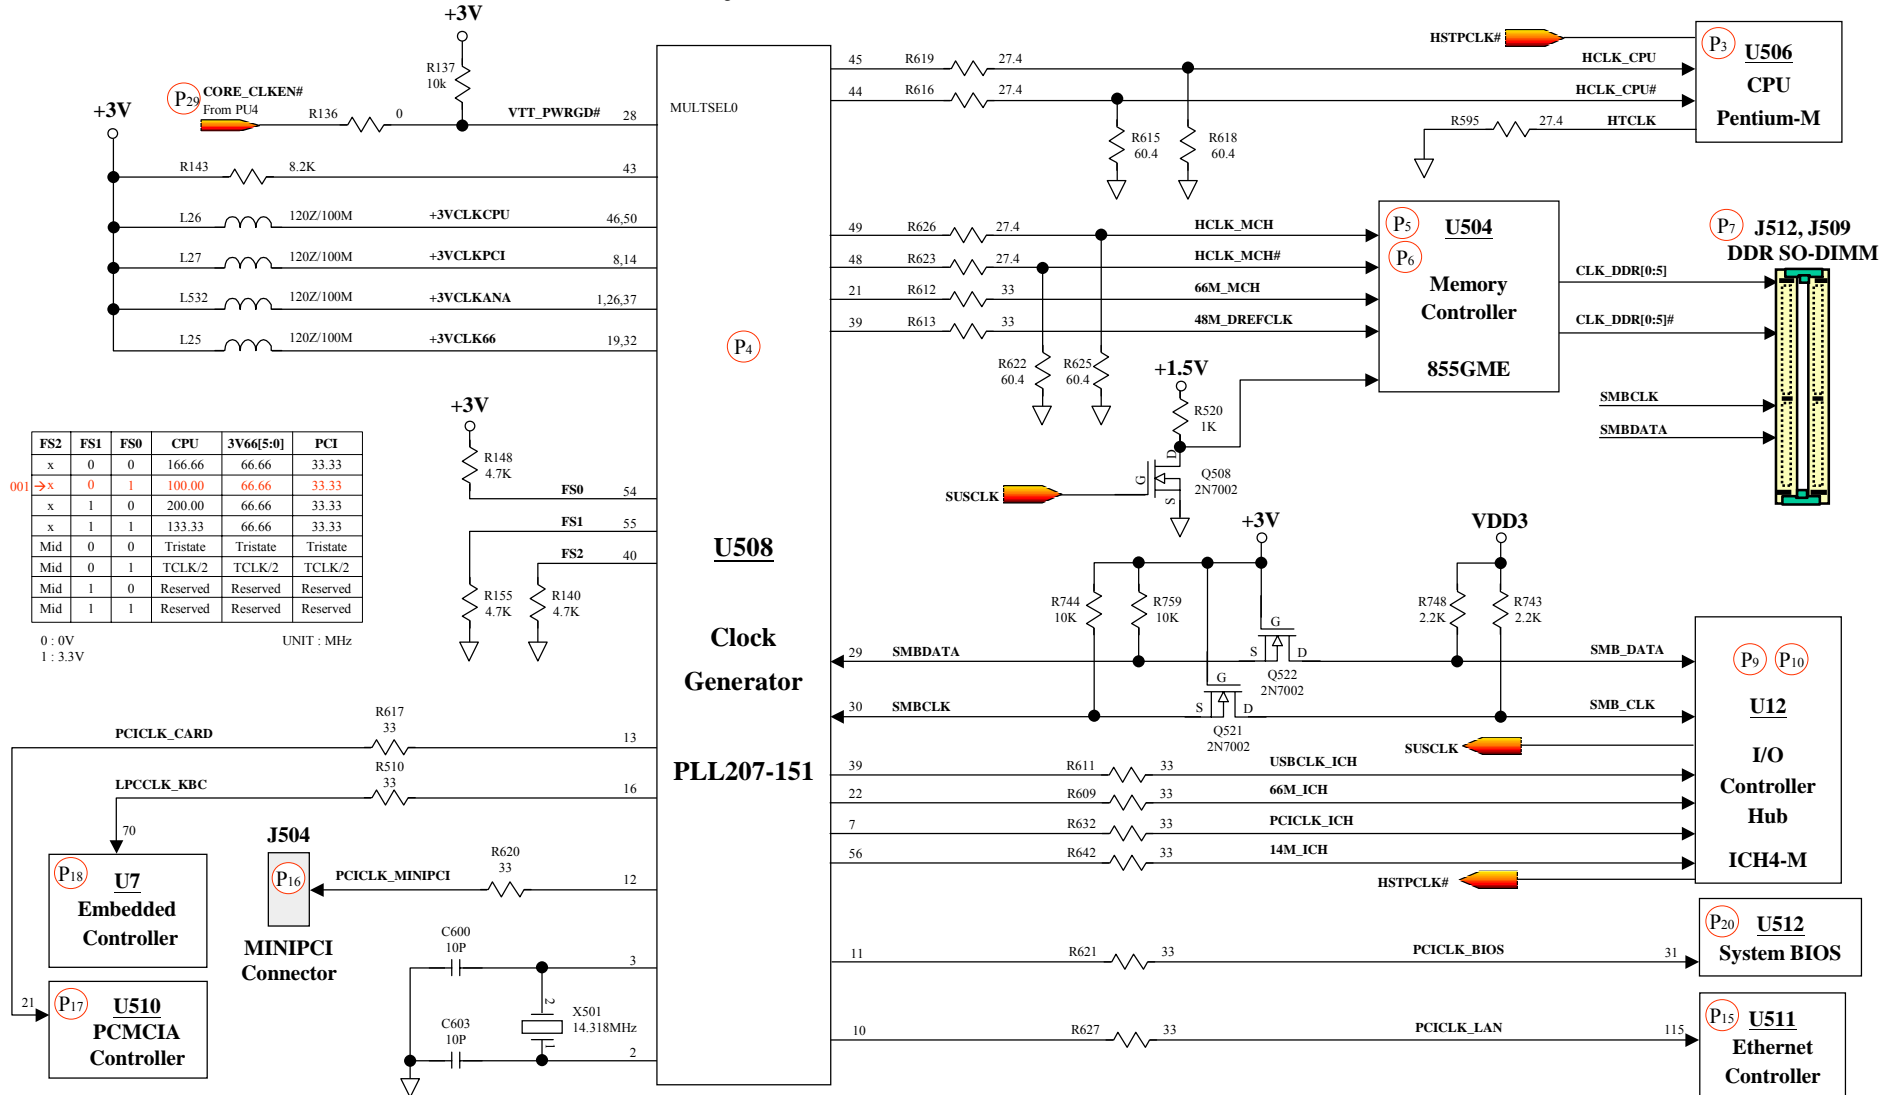 +3V
R137
10k
P29
CORE_CLKEN#
From PU4
R136
0
VTT_PWRGD#
28
MULTSEL0
+3V
R143
8.2K
43
L26
120Z/100M
+3VCLKCPU
46,50
L27
120Z/100M
+3VCLKPCI
8,14
L532
120Z/100M
+3VCLKANA
1,26,37
L25
120Z/100M
+3VCLK66
19,32
P4
45
R619
27.4
HCLK_CPU
44
R616
27.4
HCLK_CPU#
R615
60.4
R618
60.4
HSTPCLK#
P3
U506
CPU
Pentium-M
R595
27.4
HTCLK
49
R626
27.4
HCLK_MCH
48
R623
27.4
HCLK_MCH#
21
R612
33
66M_MCH
39
R613
33
48M_DREFCLK
R622
60.4
R625
60.4
P5
P6
U504
Memory
Controller
855GME
CLK_DDR[0:5]
CLK_DDR[0:5]#
P7
J512, J509
DDR SO-DIMM
SMBCLK
SMBDATA
+1.5V
R520
1K
D
G
S
Q508
2N7002
SUSCLK
FS2 FS1 FS0 CPU 3V66[5:0] PCI
x 0 0 166.66 66.66 33.33
001 → x 0 1 100.00 66.66 33.33
x 1 0 200.00 66.66 33.33
x 1 1 133.33 66.66 33.33
Mid 0 0 Tristate Tristate Tristate
Mid 0 1 TCLK/2 TCLK/2 TCLK/2
Mid 1 0 Reserved Reserved Reserved
Mid 1 1 Reserved Reserved Reserved
0 : 0V
1 : 3.3V
UNIT : MHz
+3V
R148
4.7K
FS0
54
FS1
55
FS2
40
R155
4.7K
R140
4.7K
U508
Clock
Generator
PLL207-151
+3V
VDD3
R744
10K
R759
10K
R748
2.2K
R743
2.2K
29
SMBDATA
S
G
D
Q522
2N7002
SMB_DATA
30
SMBCLK
S
G
D
Q521
2N7002
SMB_CLK
P9
P10
U12
I/O
Controller
Hub
ICH4-M
SUSCLK
39
R611
33
USBCLK_ICH
22
R609
33
66M_ICH
7
R632
33
PCICLK_ICH
56
R642
33
14M_ICH
HSTPCLK#
PCICLK_CARD
R617
33
13
LPCCLK_KBC
R510
33
16
70
P18
U7
Embedded
Controller
J504
P16
MINIPCI
Connector
PCICLK_MINIPCI
R620
33
12
21
P17
U510
PCMCIA
Controller
C600
10P
3
2
X501
14.318MHz
1
C603
10P
2
11
R621
33
PCICLK_BIOS
31
P20
U512
System BIOS
10
R627
33
PCICLK_LAN
115
P15
U511
Ethernet
Controller